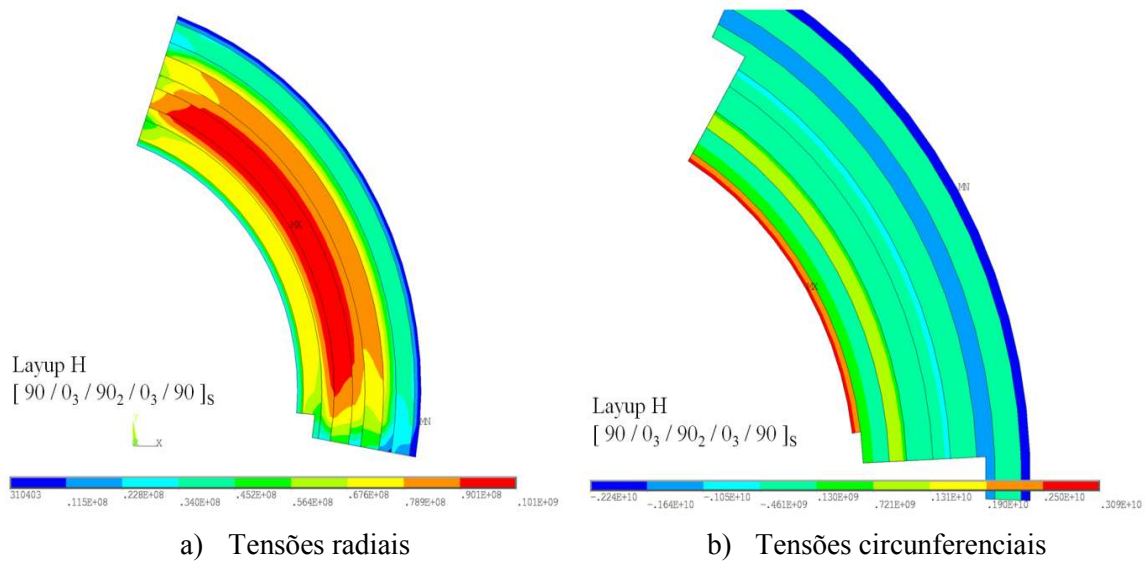 MX
MN
Layup H
[ 90 / 0₃ / 90₂ / 0₃ / 90 ]s
X
310403 .115E+08 .228E+08 .340E+08 .452E+08 .564E+08 .676E+08 .789E+08 .901E+08 .101E+09
a) Tensões radiais
MN
MX
Layup H
[ 90 / 0₃ / 90₂ / 0₃ / 90 ]s
-.224E+10 -.164E+10 -.105E+10 -.461E+09 .130E+09 .721E+09 .131E+10 .190E+10 .250E+10 .309E+10
b) Tensões circunferenciais